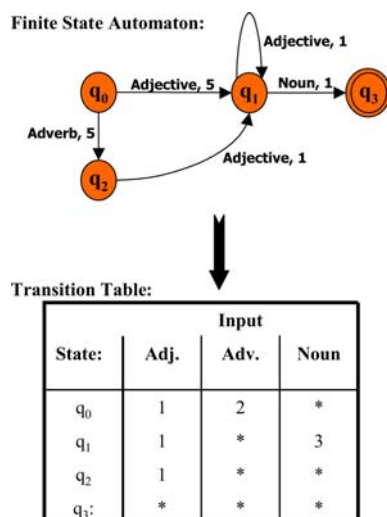 Finite State Automaton:
Adjective, 1
q0
Adjective, 5
q1
Noun, 1
q3
Adverb, 5
Adjective, 1
q2
Transition Table:
Input
State: Adj. Adv. Noun
q0 1 2 *
q1 1 * 3
q2 1 * *
q3: * * *